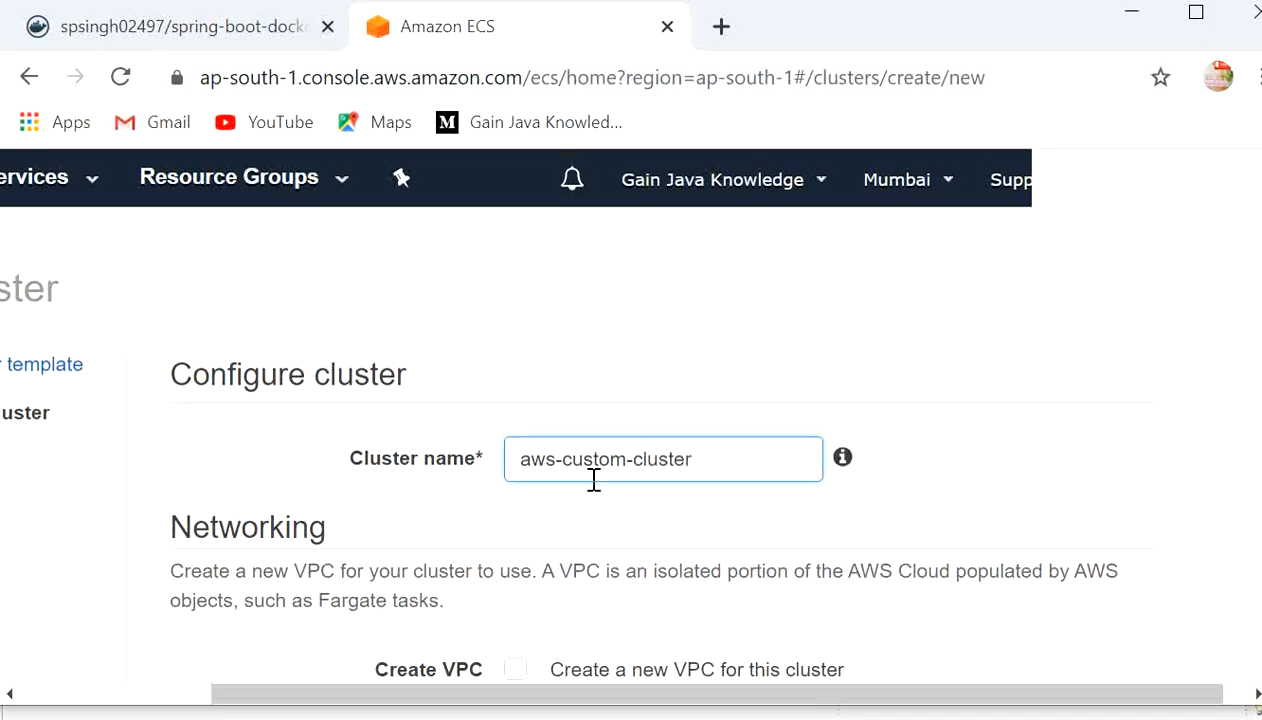 spsingh02497/spring-boot-dock
Amazon ECS
ap-south-1.console.aws.amazon.com/ecs/home?region=ap-south-1#/clusters/create/new
Apps
Gmail
YouTube
Maps
M
Gain Java Knowled...
ervices
Resource Groups
Gain Java Knowledge
Mumbai
Supp
ster
r template
luster
Configure cluster
Cluster name*
aws-custom-cluster
Networking
Create a new VPC for your cluster to use. A VPC is an isolated portion of the AWS Cloud populated by AWS
objects, such as Fargate tasks.
Create VPC
Create a new VPC for this cluster